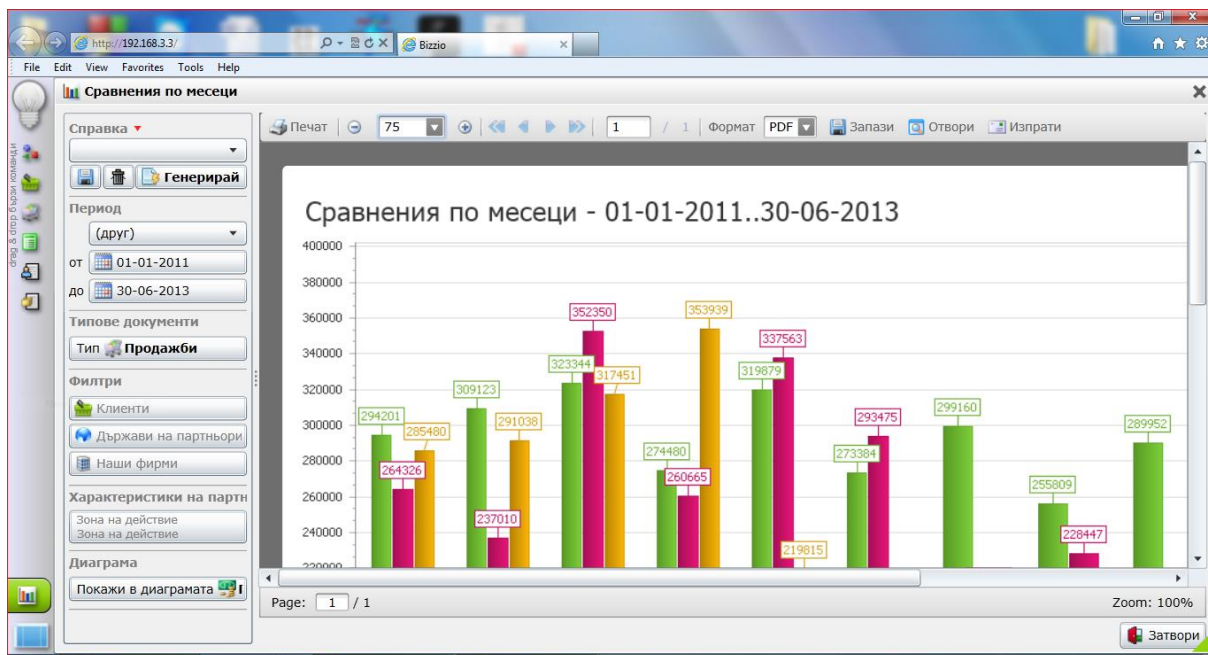 http://192.168.3.3/
Bizzio
File Edit View Favorites Tools Help
Сравнения по месеци
drag & drop бързи команди
Справка
Генерирай
Период
(друг)
от 01-01-2011
до 30-06-2013
Типове документи
Тип Продажби
Филтри
Клиенти
Държави на партньори
Наши фирми
Характеристики на партн
Зона на действие
Зона на действие
Диаграма
Покажи в диаграмата
Печат 75 1 / 1 Формат PDF Запази Отвори Изпрати
Сравнения по месеци - 01-01-2011..30-06-2013
400000
380000
360000
340000
320000
300000
280000
260000
240000
220000
294201
264326
285480
309123
237010
291038
323344
352350
317451
274480
260665
353939
319879
337563
219815
273384
293475
299160
255809
228447
289952
Page: 1 / 1
Zoom: 100%
Затвори